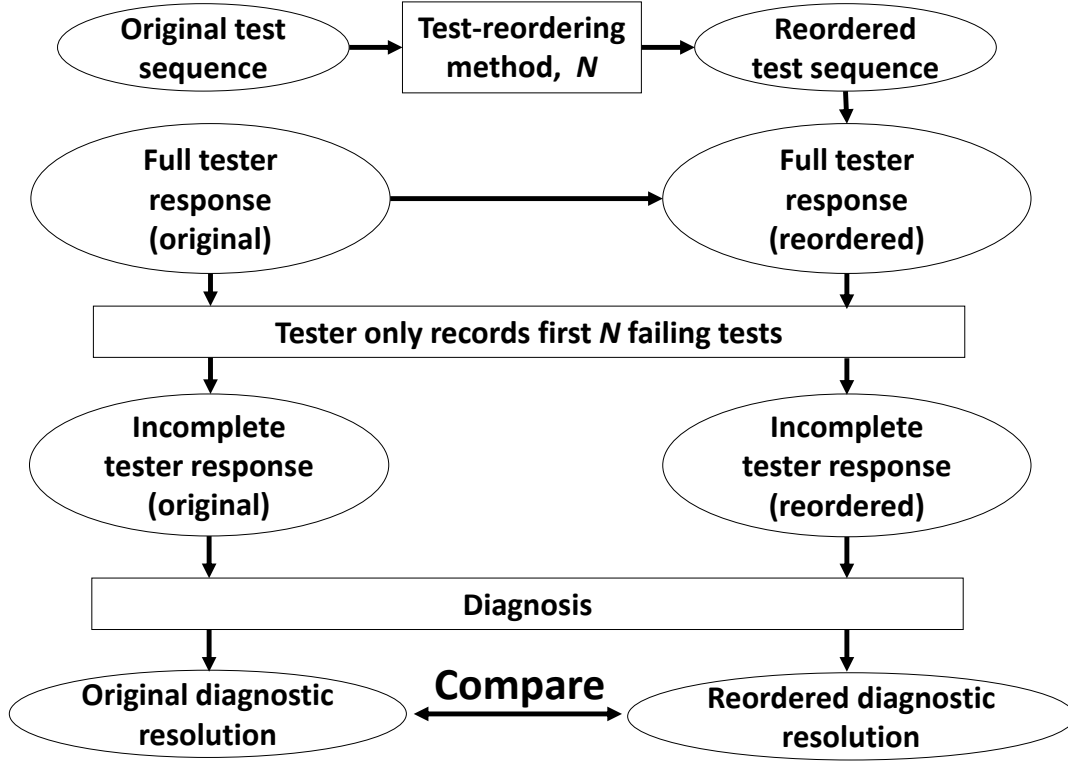 Original test
sequence
Test-reordering
method, N
Reordered
test sequence
Full tester
response
(original)
Full tester
response
(reordered)
Tester only records first N failing tests
Incomplete
tester response
(original)
Incomplete
tester response
(reordered)
Diagnosis
Original diagnostic
resolution
Compare
Reordered diagnostic
resolution